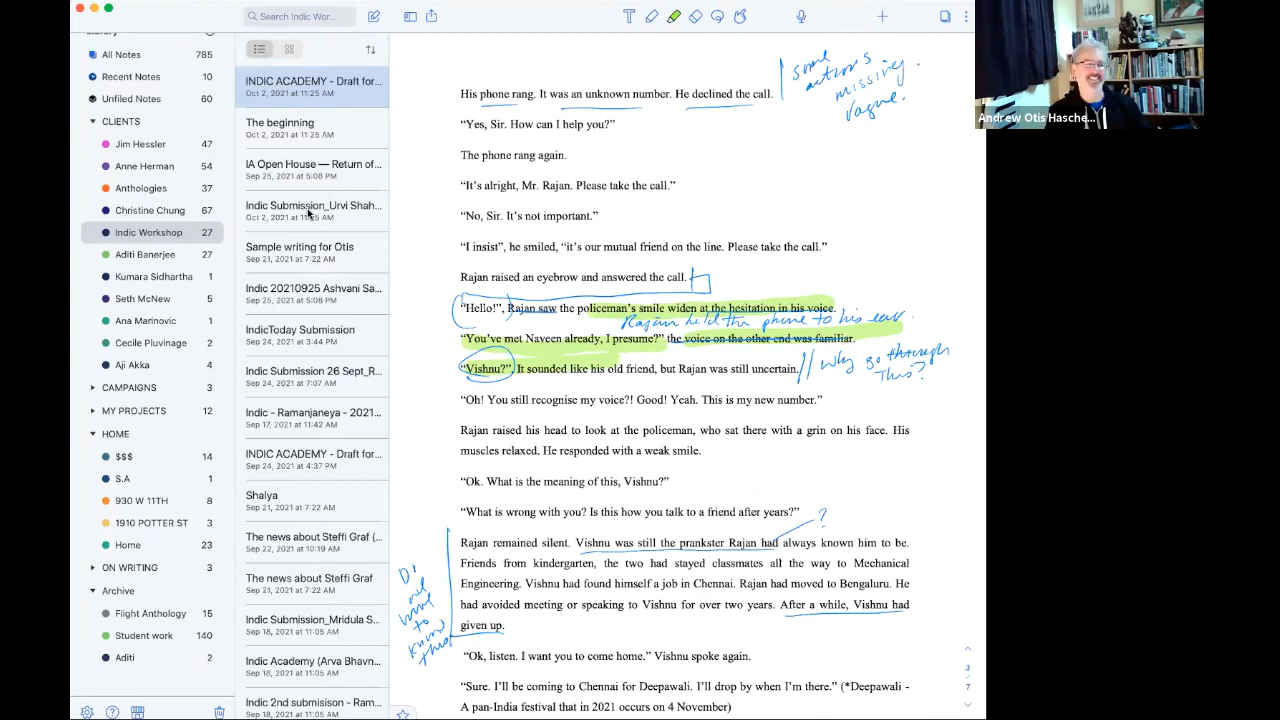 Search Indic Wor...
Library
All Notes 785
Recent Notes 10
Unfiled Notes 60
CLIENTS
Jim Hessler 47
Anne Herman 54
Anthologies 37
Christine Chung 67
Indic Workshop 27
Aditi Banerjee 27
Kumara Sidhartha 1
Seth McNew 3
Ana Marinovic 3
Cecile Pluvinage 2
Aji Akka 4
CAMPAIGNS 3
MY PROJECTS 12
HOME
$$$ 14
S.A 1
930 W 11TH 8
1910 POTTER ST 3
Home 23
ON WRITING 3
Archive
Flight Anthology 15
Student work 140
Aditi 2
INDIC ACADEMY - Draft for...
Oct 2, 2021 at 11:25 AM
The beginning
Oct 2, 2021 at 11:25 AM
IA Open House — Return of...
Sep 25, 2021 at 5:08 PM
Indic Submission_Urvi Shah...
Oct 2, 2021 at 11:25 AM
Sample writing for Otis
Sep 21, 2021 at 7:22 AM
Indic 20210925 Ashvani Sa...
Sep 25, 2021 at 5:08 PM
IndicToday Submission
Sep 24, 2021 at 3:44 PM
Indic Submission 26 Sept_R...
Sep 27, 2021 at 11:13 AM
Indic - Ramanjaneya - 2021...
Sep 17, 2021 at 11:42 AM
INDIC ACADEMY - Draft for...
Sep 24, 2021 at 4:37 PM
Shalya
Sep 21, 2021 at 7:22 AM
The news about Steffi Graf (...
Sep 22, 2021 at 10:19 AM
The news about Steffi Graf
Sep 21, 2021 at 7:22 AM
Indic Submission_Mridula S...
Sep 18, 2021 at 11:05 AM
Indic Academy (Arva Bhavn...
Sep 18, 2021 at 11:05 AM
Indic 2nd submission - Ram...
Sep 18, 2021 at 11:05 AM
His phone rang. It was an unknown number. He declined the call.
some
actions
missing.
vague.
“Yes, Sir. How can I help you?”
The phone rang again.
“It’s alright, Mr. Rajan. Please take the call.”
“No, Sir. It’s not important.”
“I insist”, he smiled, “it’s our mutual friend on the line. Please take the call.”
Rajan raised an eyebrow and answered the call.
“Hello!”, Rajan saw the policeman’s smile widen at the hesitation in his voice.
Rajan held the phone to his ear.
“You’ve met Naveen already, I presume?” the voice on the other end was familiar.
“Vishnu?”. It sounded like his old friend, but Rajan was still uncertain.
// why go through
this?
“Oh! You still recognise my voice?! Good! Yeah. This is my new number.”
Rajan raised his head to look at the policeman, who sat there with a grin on his face. His
muscles relaxed. He responded with a weak smile.
“Ok. What is the meaning of this, Vishnu?”
“What is wrong with you? Is this how you talk to a friend after years?”
?
Rajan remained silent. Vishnu was still the prankster Rajan had always known him to be.
Friends from kindergarten, the two had stayed classmates all the way to Mechanical
Engineering. Vishnu had found himself a job in Chennai. Rajan had moved to Bengaluru. He
had avoided meeting or speaking to Vishnu for over two years. After a while, Vishnu had
given up.
to
know
this
“Ok, listen. I want you to come home.” Vishnu spoke again.
“Sure. I’ll be coming to Chennai for Deepawali. I’ll drop by when I’m there.” (*Deepawali -
A pan-India festival that in 2021 occurs on 4 November)
3
/
7
Andrew Otis Hasche...